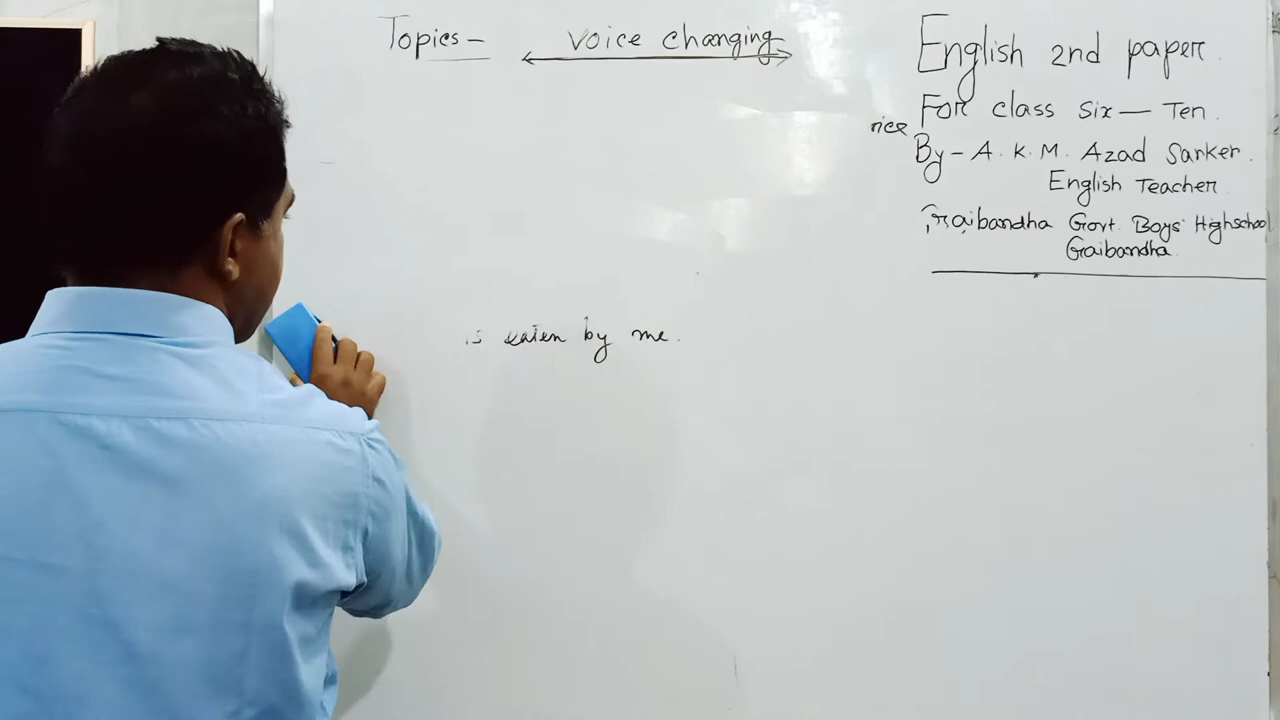 Topics – Voice changing
English 2nd paper.
For class Six — Ten.
rice
By – A. K. M. Azad Sarker.
English Teacher
Gaibandha Govt. Boys' Highschool
Gaibandha.
is eaten by me.